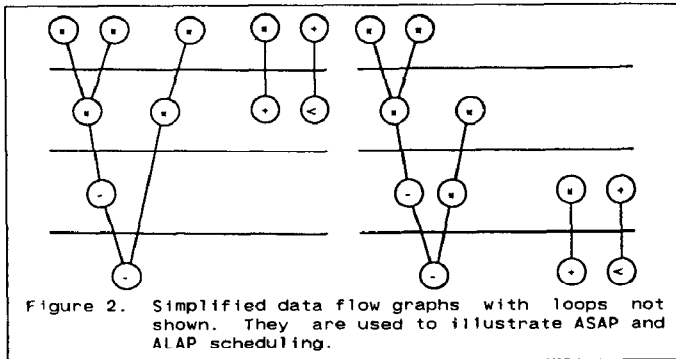 * * * * + * *
* * + < * *
- - * * +
- - + <
Figure 2. Simplified data flow graphs with loops not
shown. They are used to illustrate ASAP and
ALAP scheduling.